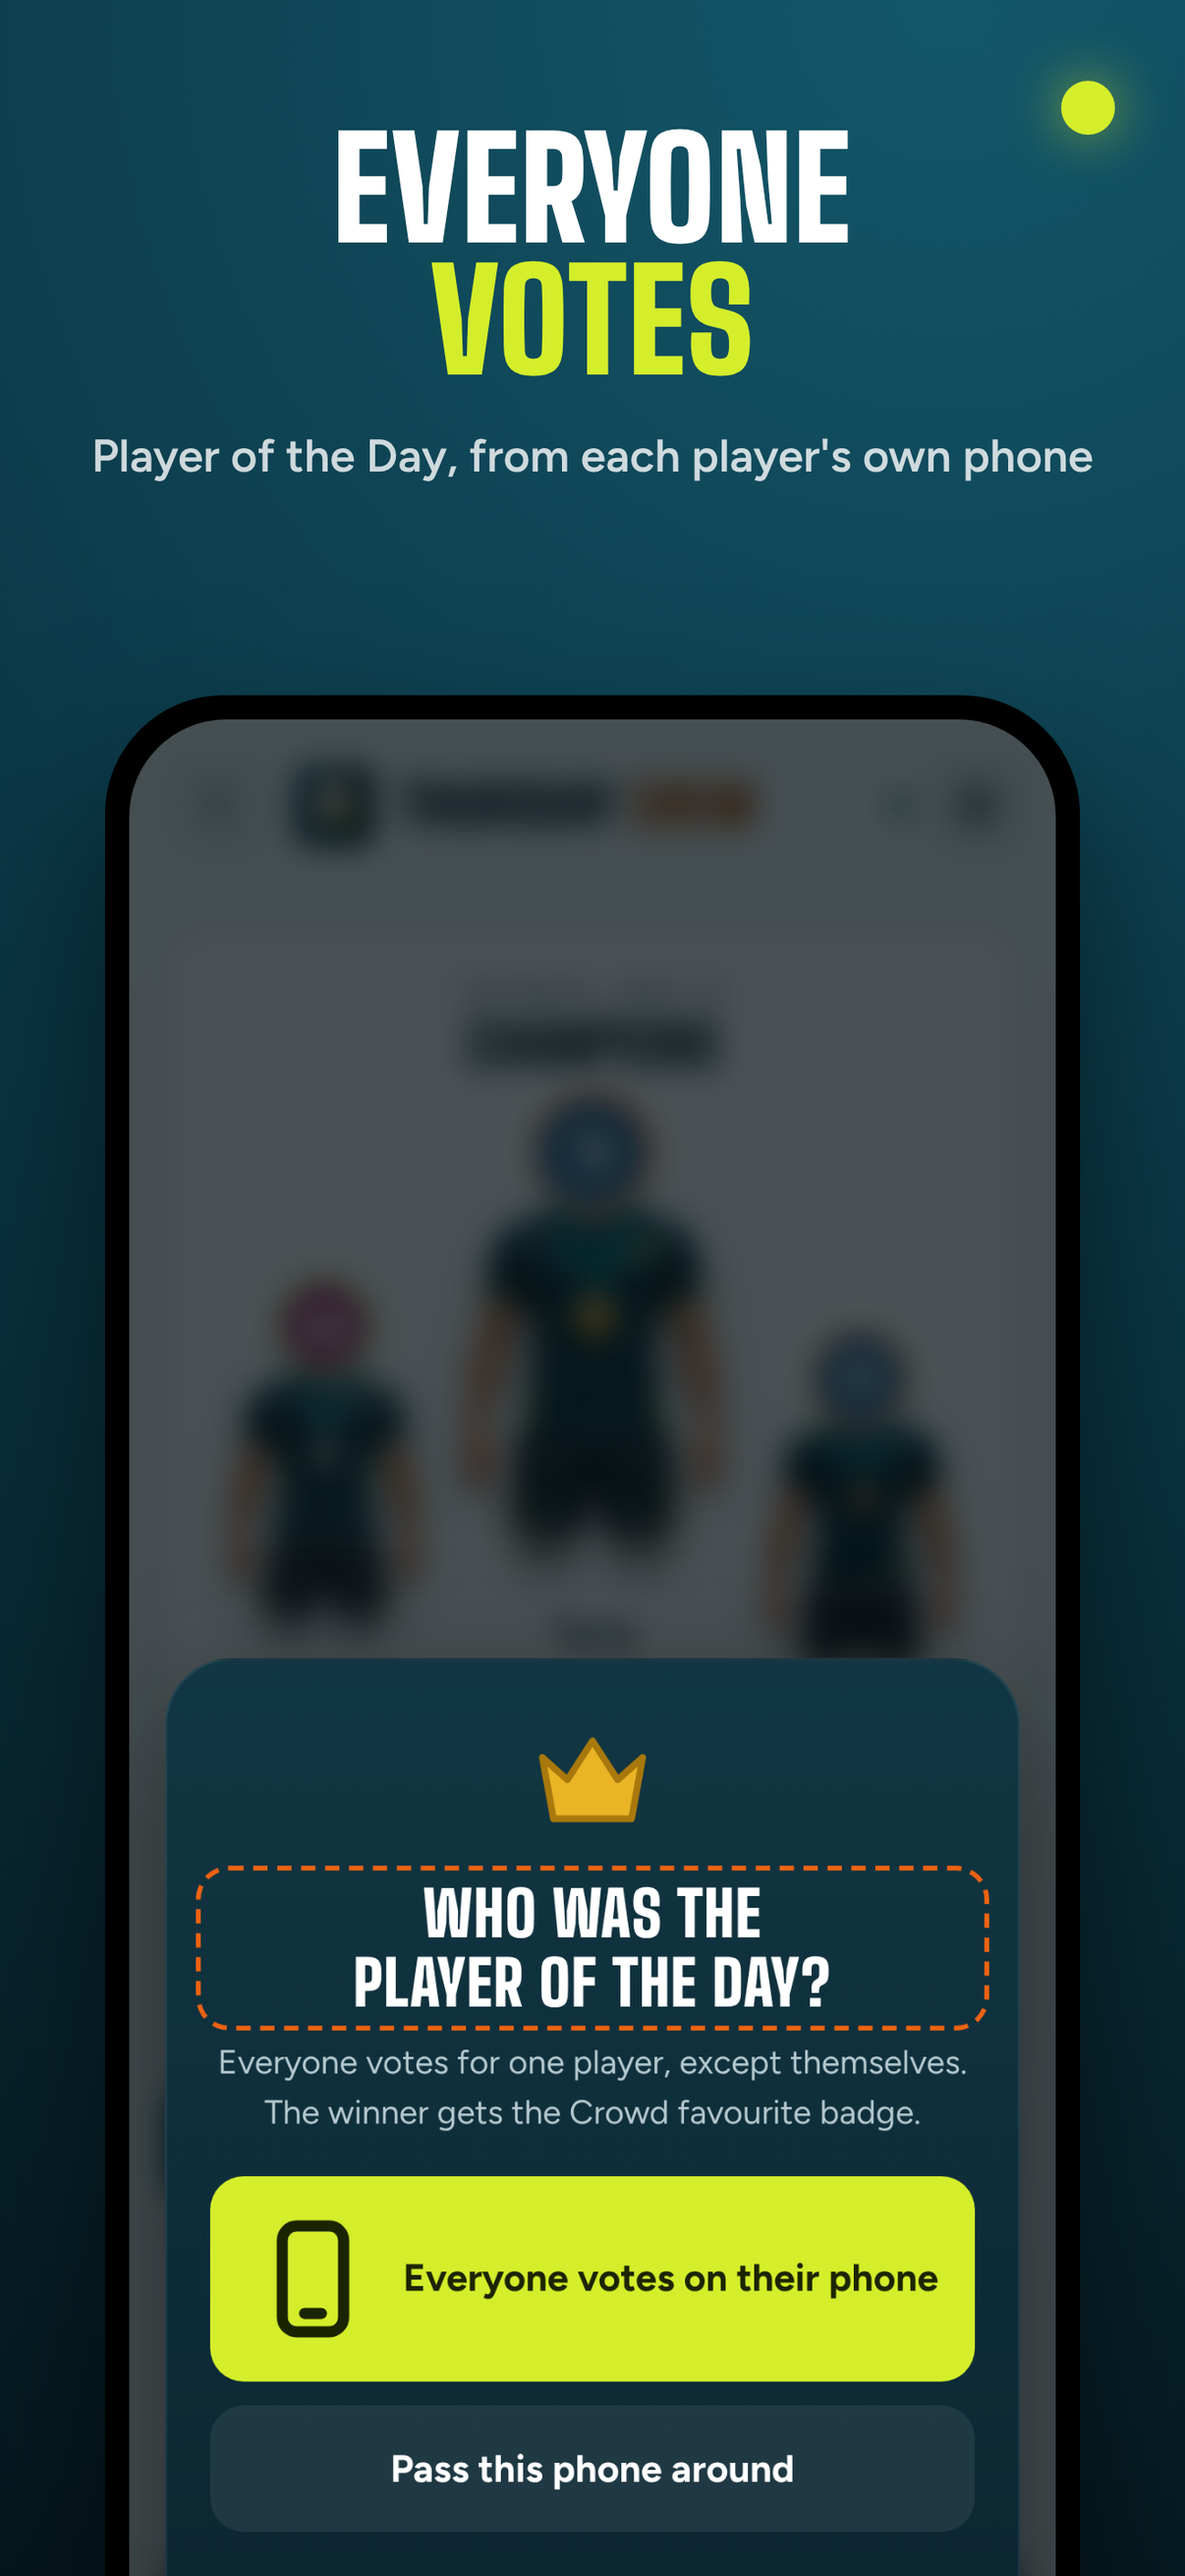 EVERYONE
VOTES
Player of the Day, from each player's own phone
WHO WAS THE
PLAYER OF THE DAY?
Everyone votes for one player, except themselves.
The winner gets the Crowd favourite badge.
Everyone votes on their phone
Pass this phone around